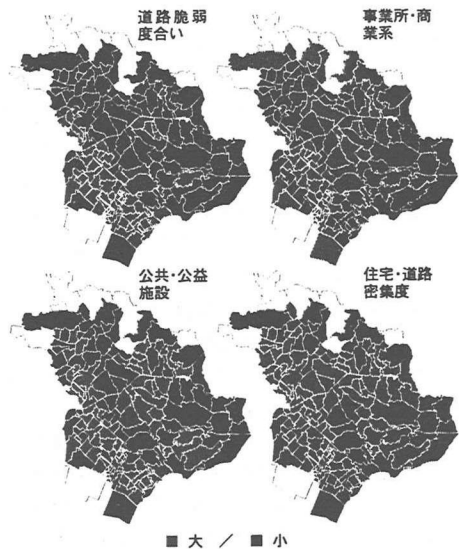 道路脆弱
度合い
事業所・商
業系
公共・公益
施設
住宅・道路
密集度
■ 大 / ■ 小